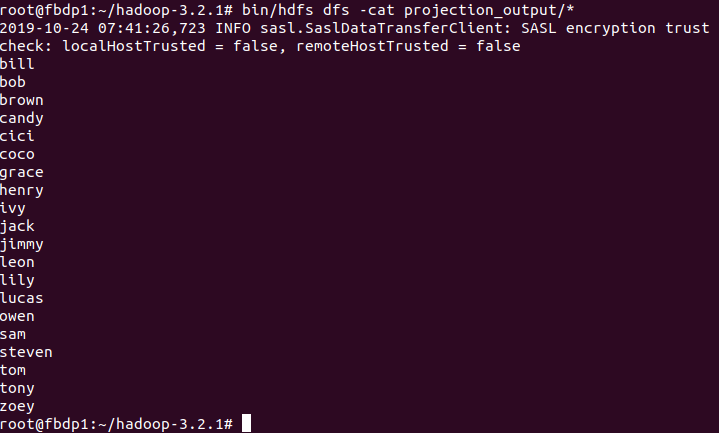 root@fbdp1:~/hadoop-3.2.1# bin/hdfs dfs -cat projection_output/*
2019-10-24 07:41:26,723 INFO sasl.SaslDataTransferClient: SASL encryption trust
check: localHostTrusted = false, remoteHostTrusted = false
bill
bob
brown
candy
cici
coco
grace
henry
ivy
jack
jimmy
leon
lily
lucas
owen
sam
steven
tom
tony
zoey
root@fbdp1:~/hadoop-3.2.1#